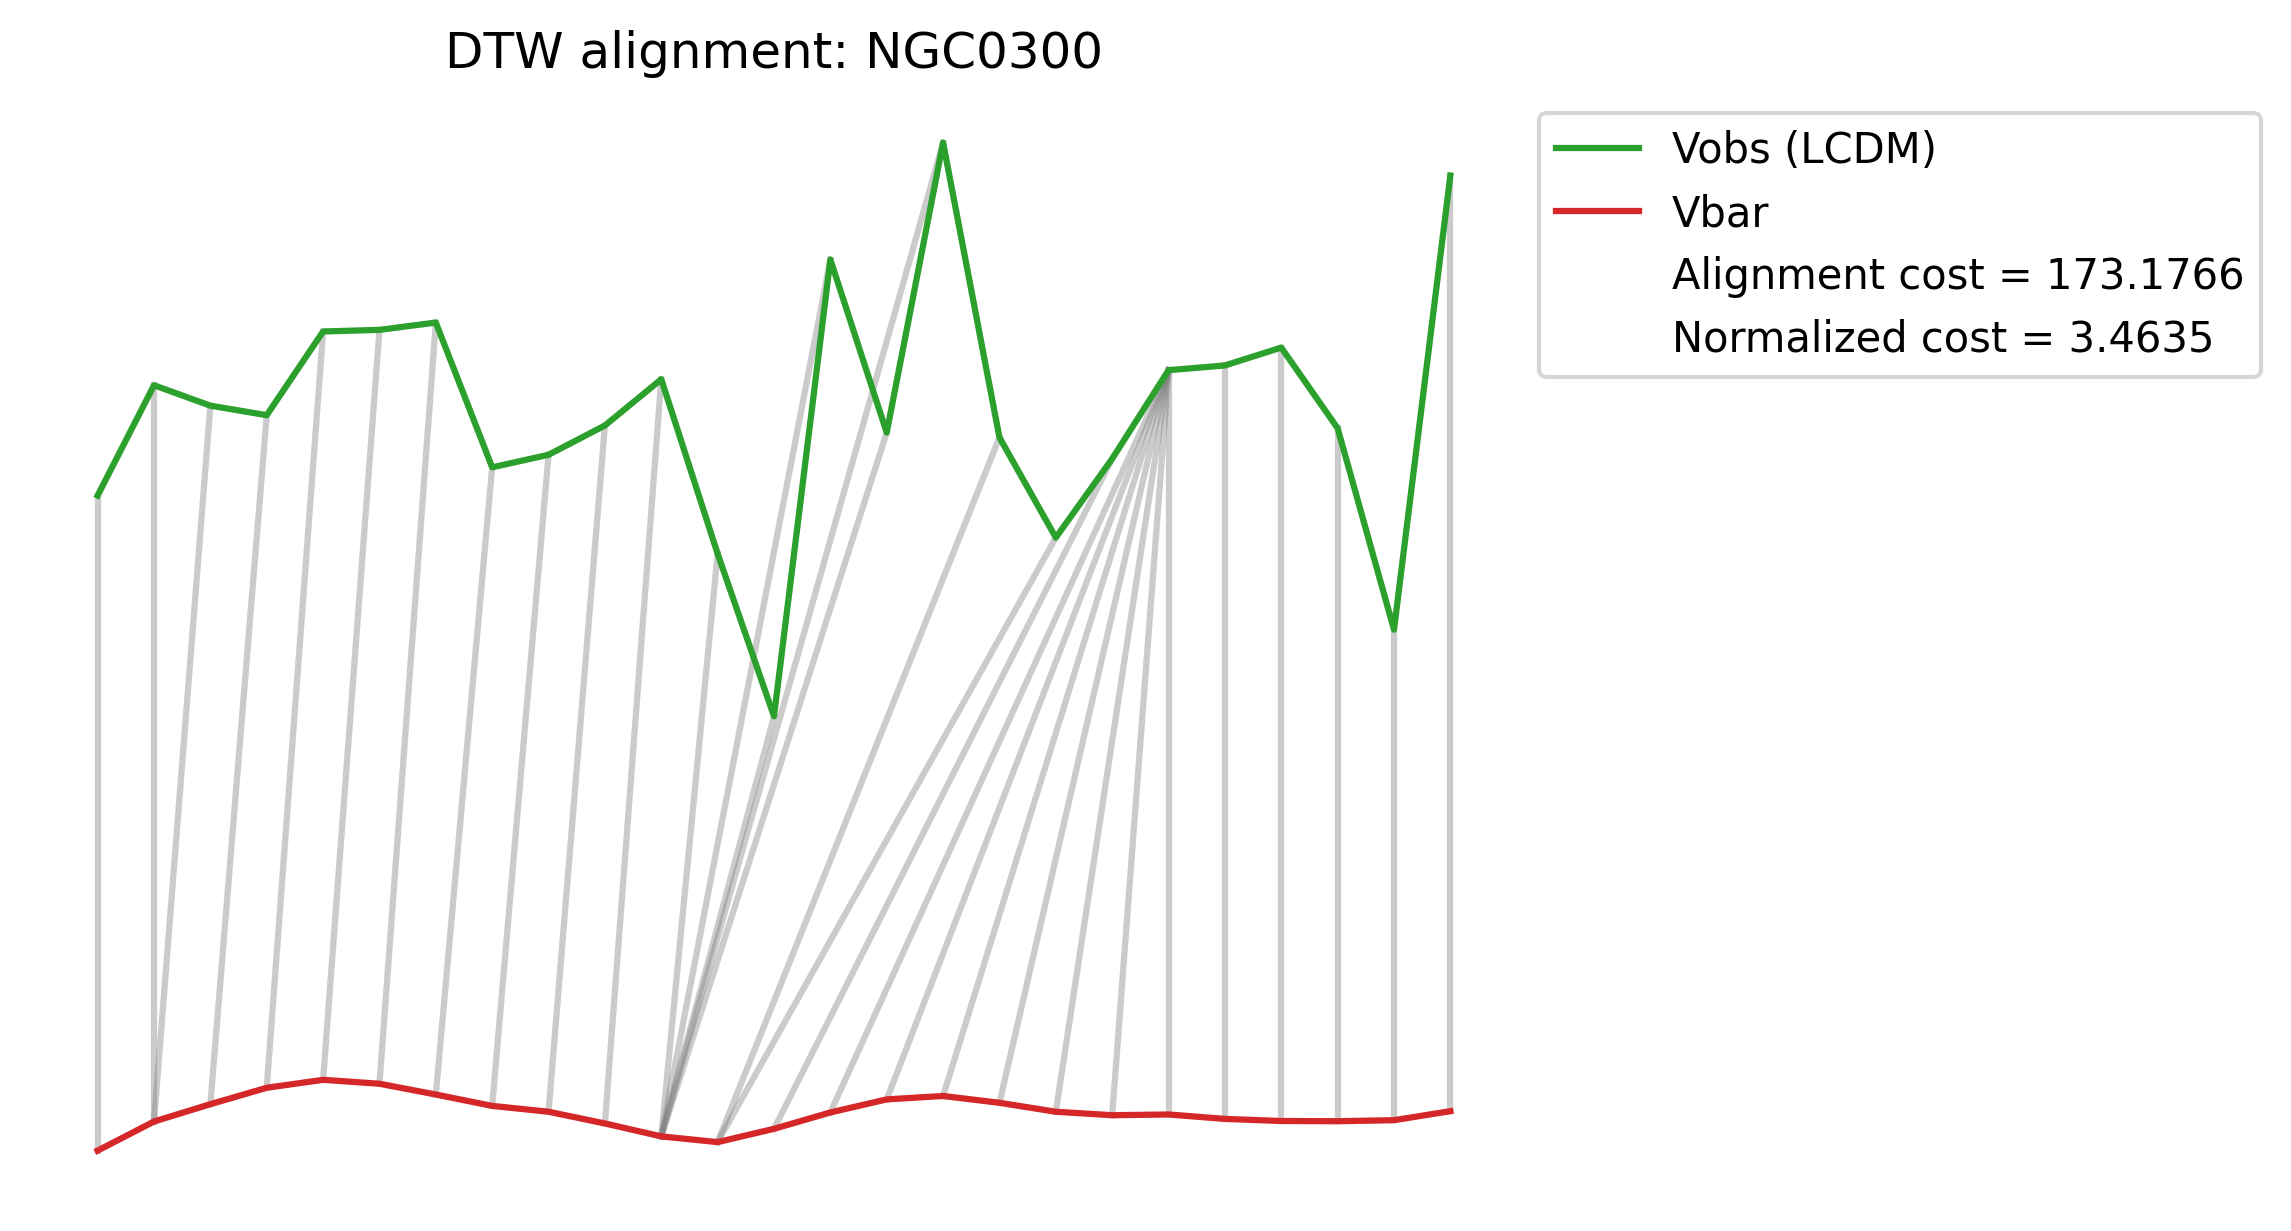 DTW alignment: NGC0300
Vobs (LCDM)
Vbar
Alignment cost = 173.1766
Normalized cost = 3.4635